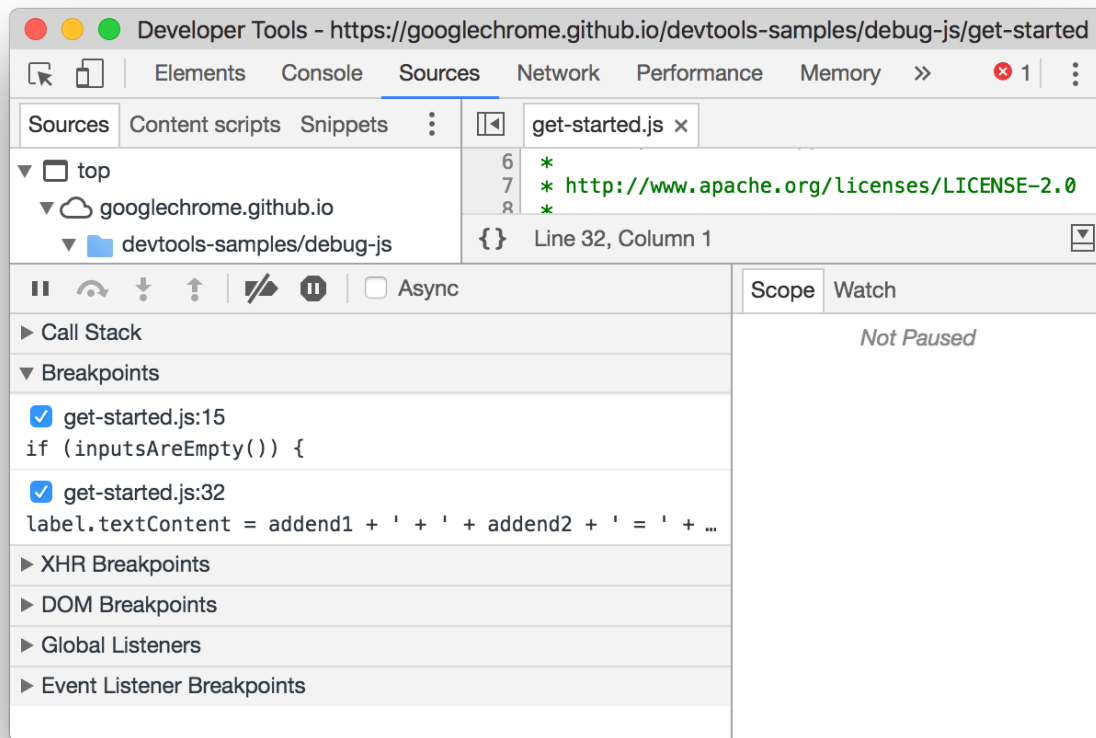 Developer Tools - https://googlechrome.github.io/devtools-samples/debug-js/get-started
Elements Console Sources Network Performance Memory » 1
Sources Content scripts Snippets get-started.js ×
top
googlechrome.github.io
devtools-samples/debug-js
6 *
7 * http://www.apache.org/licenses/LICENSE-2.0
8 *
{} Line 32, Column 1
Async
Scope Watch
Call Stack
Not Paused
Breakpoints
get-started.js:15
if (inputsAreEmpty()) {
get-started.js:32
label.textContent = addend1 + ' + ' + addend2 + ' = ' + …
XHR Breakpoints
DOM Breakpoints
Global Listeners
Event Listener Breakpoints